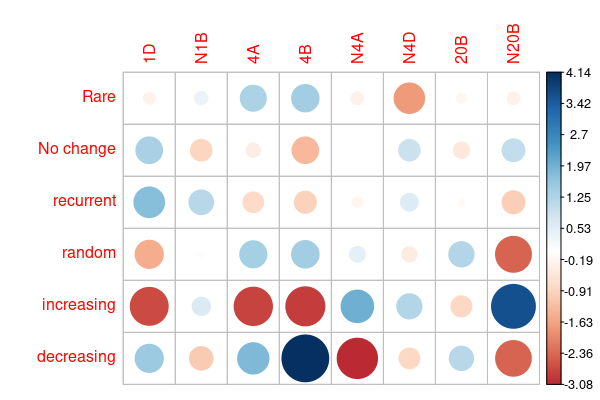 1D N1B 4A 4B N4A N4D 20B N20B
Rare
No change
recurrent
random
increasing
decreasing
4.14
3.42
2.7
1.97
1.25
0.53
-0.19
-0.91
-1.63
-2.36
-3.08